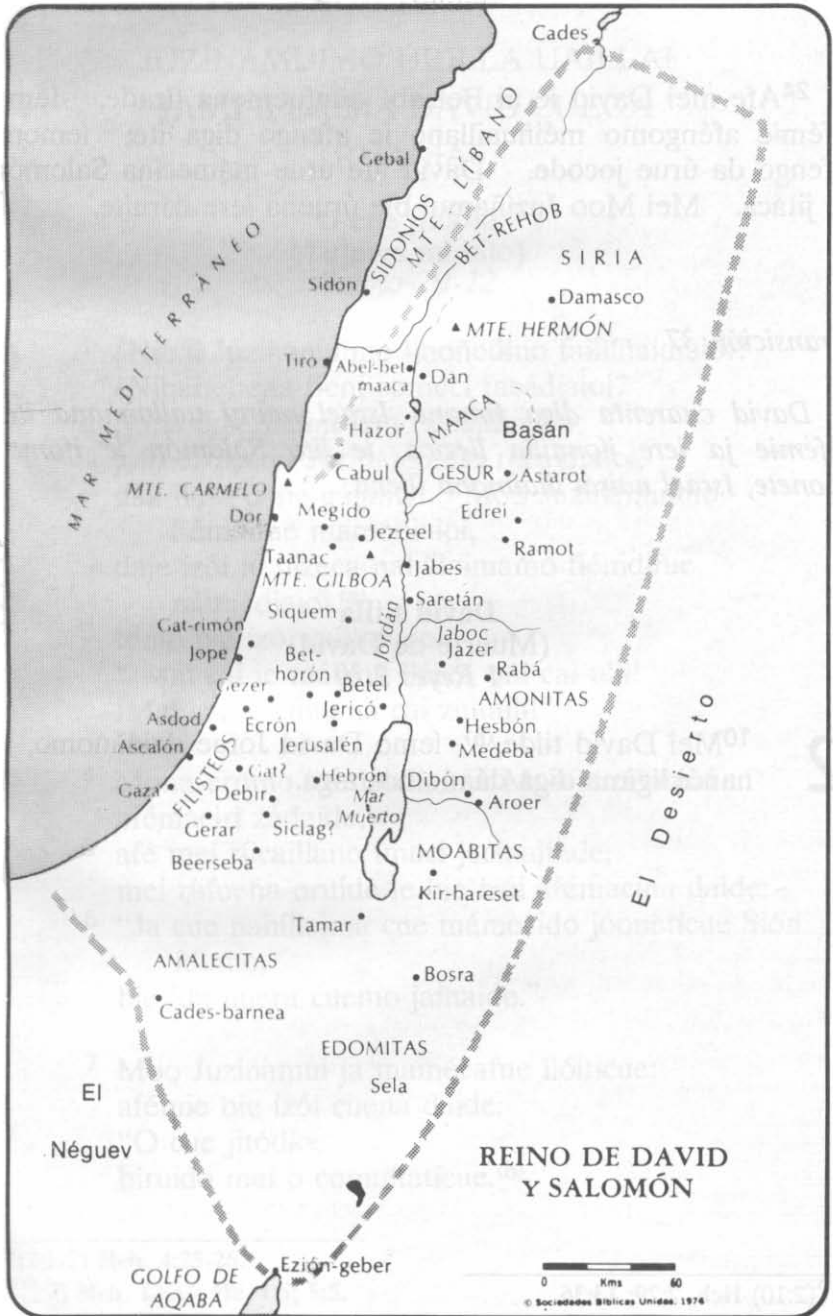 Cades
Gebal
MTE. LÍBANO
SIDONIOS
BET-REHOB
SIRIA
MAR MEDITERRÁNEO
Sidón
Damasco
MTE. HERMÓN
Tiro
Abel-bet
maaca
Dan
MAACA
Hazor
Basán
Cabul
GESUR
Astarot
MTE. CARMELO
Dor
Megido
Jezreel
Edrei
Ramot
Taanac
MTE. GILBOA
Jabes
Saretán
Siquem
Gat-rimón
Jordán
Jaboc
Jope
Jazer
Bet-
horón
Rabá
Gezer
Betel
AMONITAS
Jericó
Asdod
Ecrón
Hesbón
Ascalón
Jerusalén
Medeba
FILISTEOS
Gat?
Hebrón
Gaza
Debir
Mar
Muerto
Dibón
Aroer
Gerar
Siclag?
Beerseba
MOABITAS
Kir-hareset
El Desierto
Tamar
AMALECITAS
Bosra
Cades-barnea
EDOMITAS
Sela
El
Néguev
REINO DE DAVID
Y SALOMÓN
Ezión-geber
GOLFO DE
AQABA
0 Kms 60
© Sociedades Bíblicas Unidas, 1976